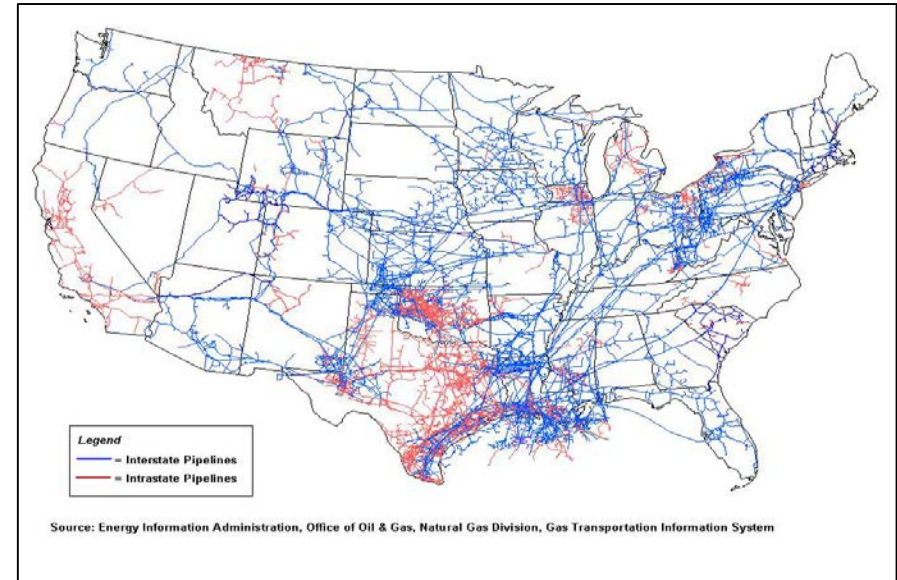 Legend
= Interstate Pipelines
= Intrastate Pipelines
Source: Energy Information Administration, Office of Oil & Gas, Natural Gas Division, Gas Transportation Information System